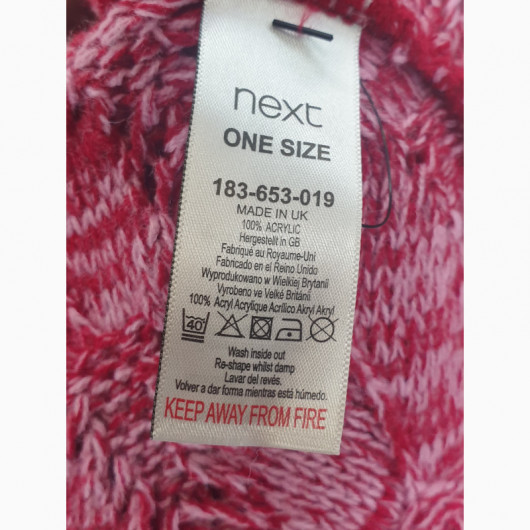 next
ONE SIZE
183-653-019
MADE IN UK
100% ACRYLIC
Hergestellt in GB
Fabriqué au Royaume-Uni
Fabricado en el Reino Unido
Wyprodukowano w Wielkiej Brytanii
Vyrobeno ve Velké Británii
100% Acryl Acrylique Acrílico Akryl Akryl
40°
Wash inside out
Re-shape whilst damp
Lavar del revés.
Volver a dar forma mientras está húmedo.
KEEP AWAY FROM FIRE